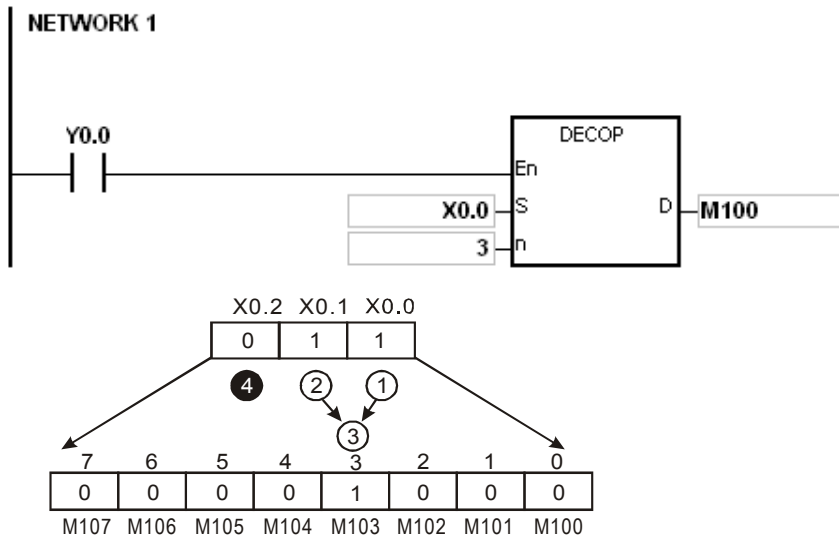 NETWORK 1
Y0.0
DECOP
En
X0.0 S D M100
3 n
X0.2 X0.1 X0.0
0 1 1
4 2 1
3
7 6 5 4 3 2 1 0
0 0 0 0 1 0 0 0
M107 M106 M105 M104 M103 M102 M101 M100